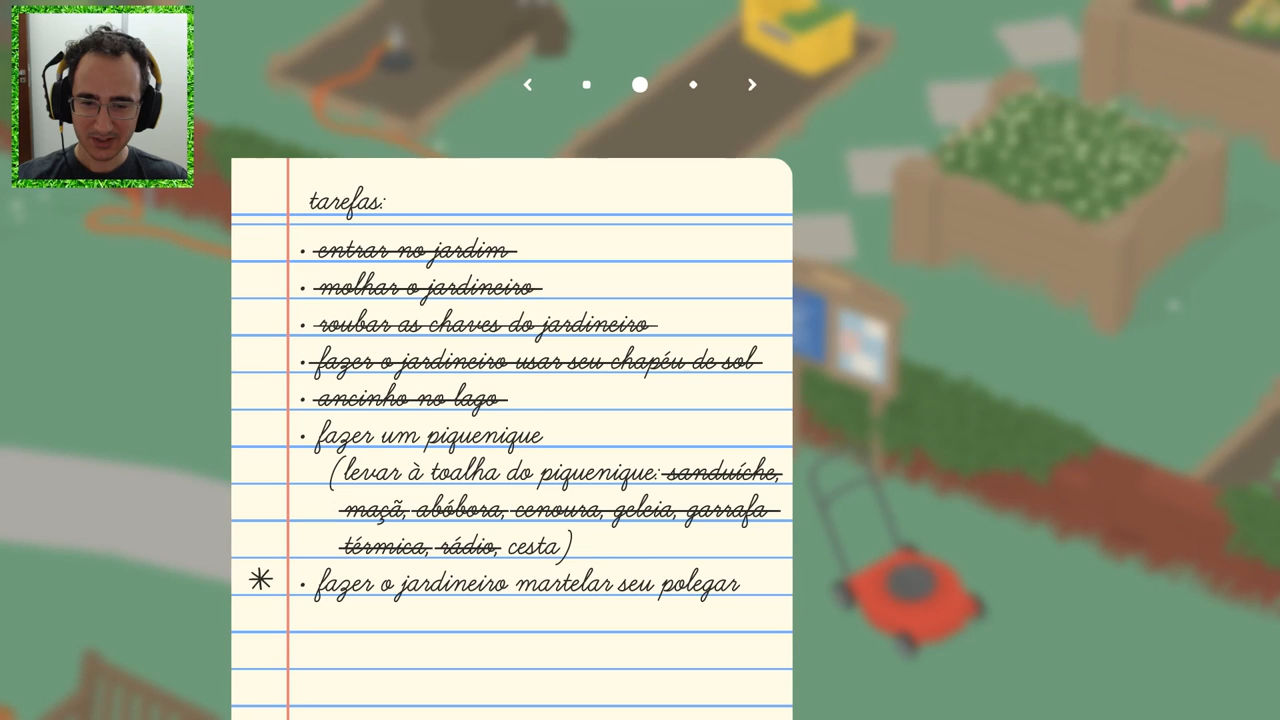 tarefas:
• entrar no jardim
• molhar o jardineiro
• roubar as chaves do jardineiro
• fazer o jardineiro usar seu chapéu de sol
• ancinho no lago
• fazer um piquenique
(levar à toalha do piquenique: sanduíche,
maçã, abóbora, cenoura, geleia, garrafa
térmica, rádio, cesta)
• fazer o jardineiro martelar seu polegar